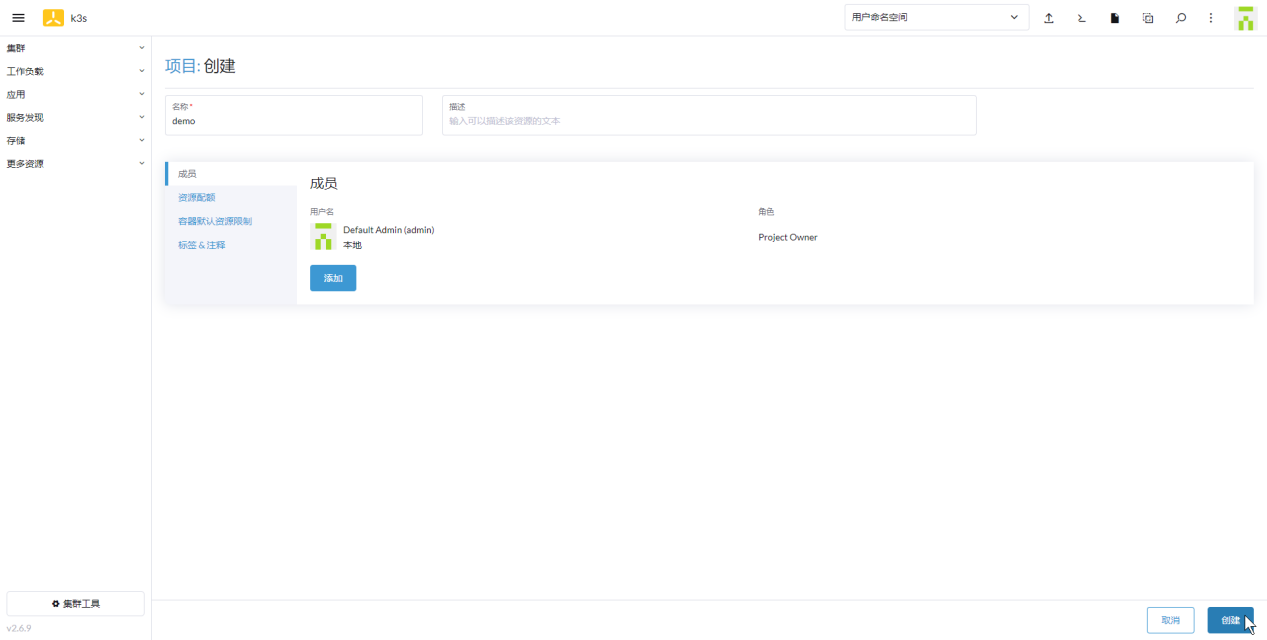 k3s
用户命名空间
集群
工作负载
应用
服务发现
存储
更多资源
项目: 创建
名称 *
demo
描述
输入可以描述该资源的文本
成员
资源配额
容器默认资源限制
标签 & 注释
成员
用户名
角色
Default Admin (admin)
本地
Project Owner
添加
集群工具
v2.6.9
取消
创建